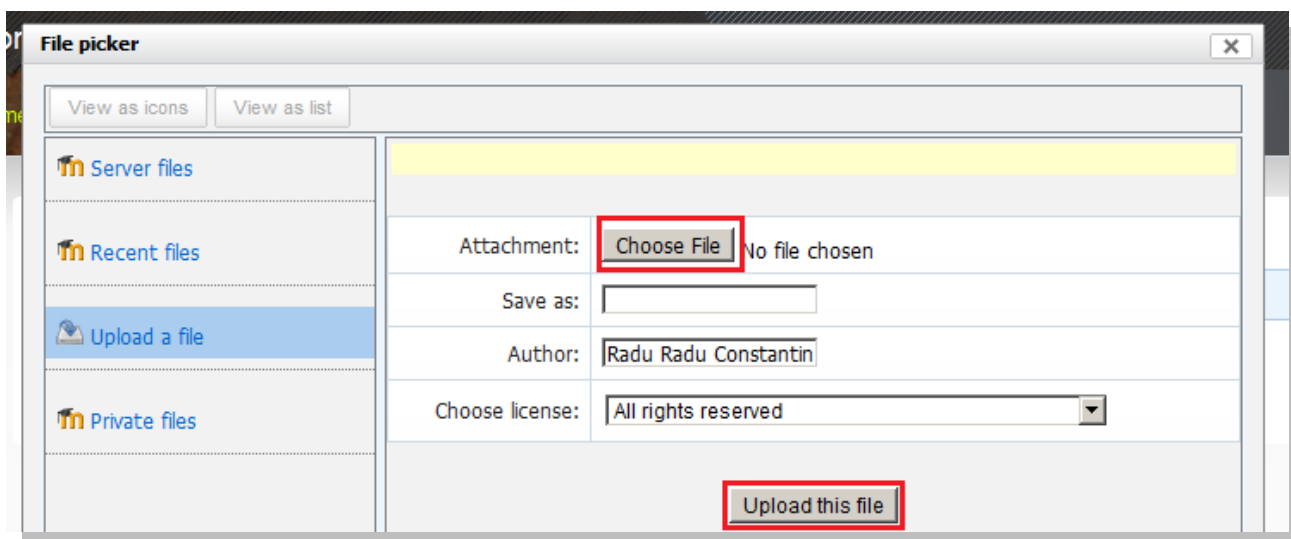 File picker
View as icons View as list
Server files
Recent files
Upload a file
Private files
Attachment: Choose File No file chosen
Save as:
Author: Radu Radu Constantin
Choose license: All rights reserved
Upload this file